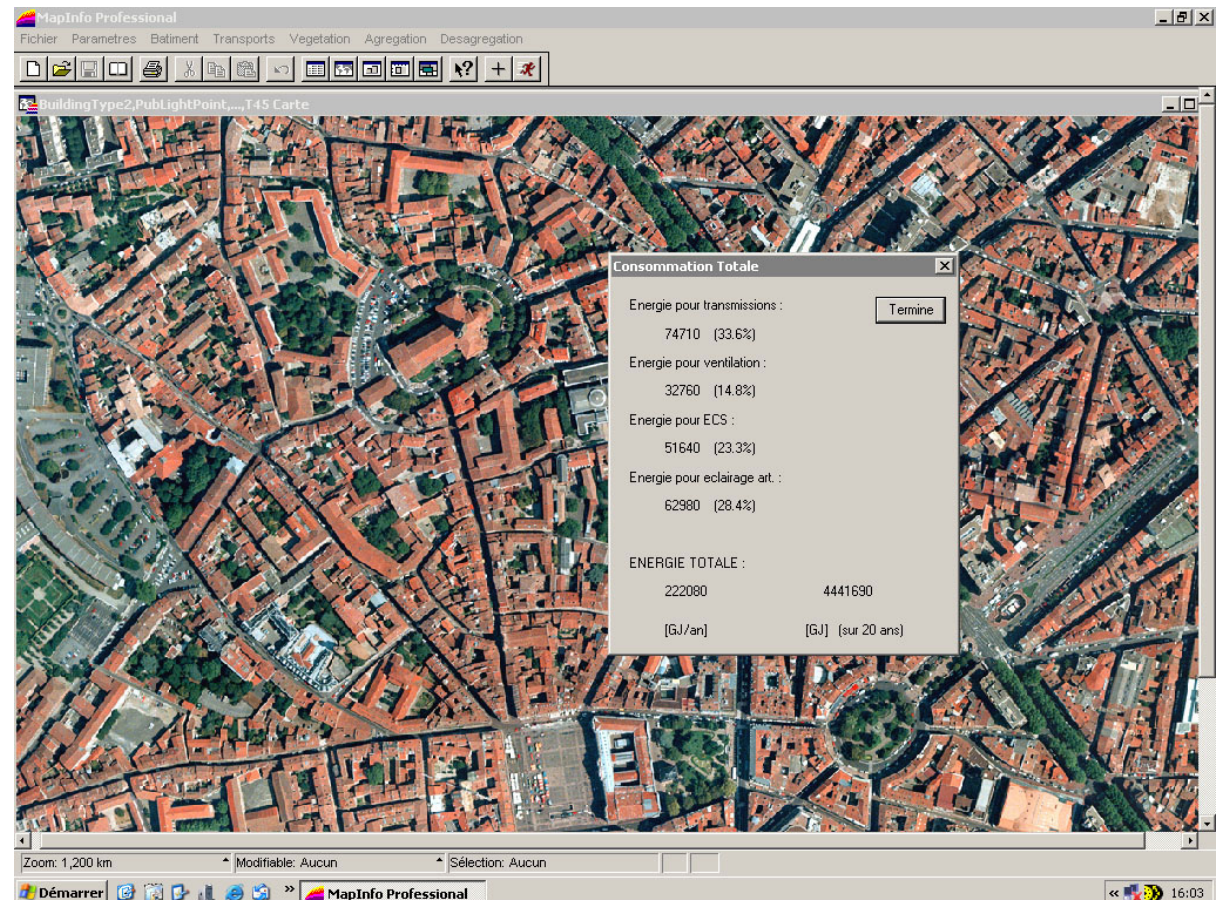 MapInfo Professional
Fichier Parametres Batiment Transports Vegetation Agregation Desagregation
BuildingType2,PubLightPoint,...,T45 Carte
Consommation Totale
Energie pour transmissions :
Termine
74710 (33.6%)
Energie pour ventilation :
32760 (14.8%)
Energie pour ECS :
51640 (23.3%)
Energie pour eclairage art. :
62980 (28.4%)
ENERGIE TOTALE :
222080 4441690
[GJ/an] [GJ] (sur 20 ans)
Zoom: 1,200 km Modifiable: Aucun Sélection: Aucun
Démarrer » MapInfo Professional « 16:03